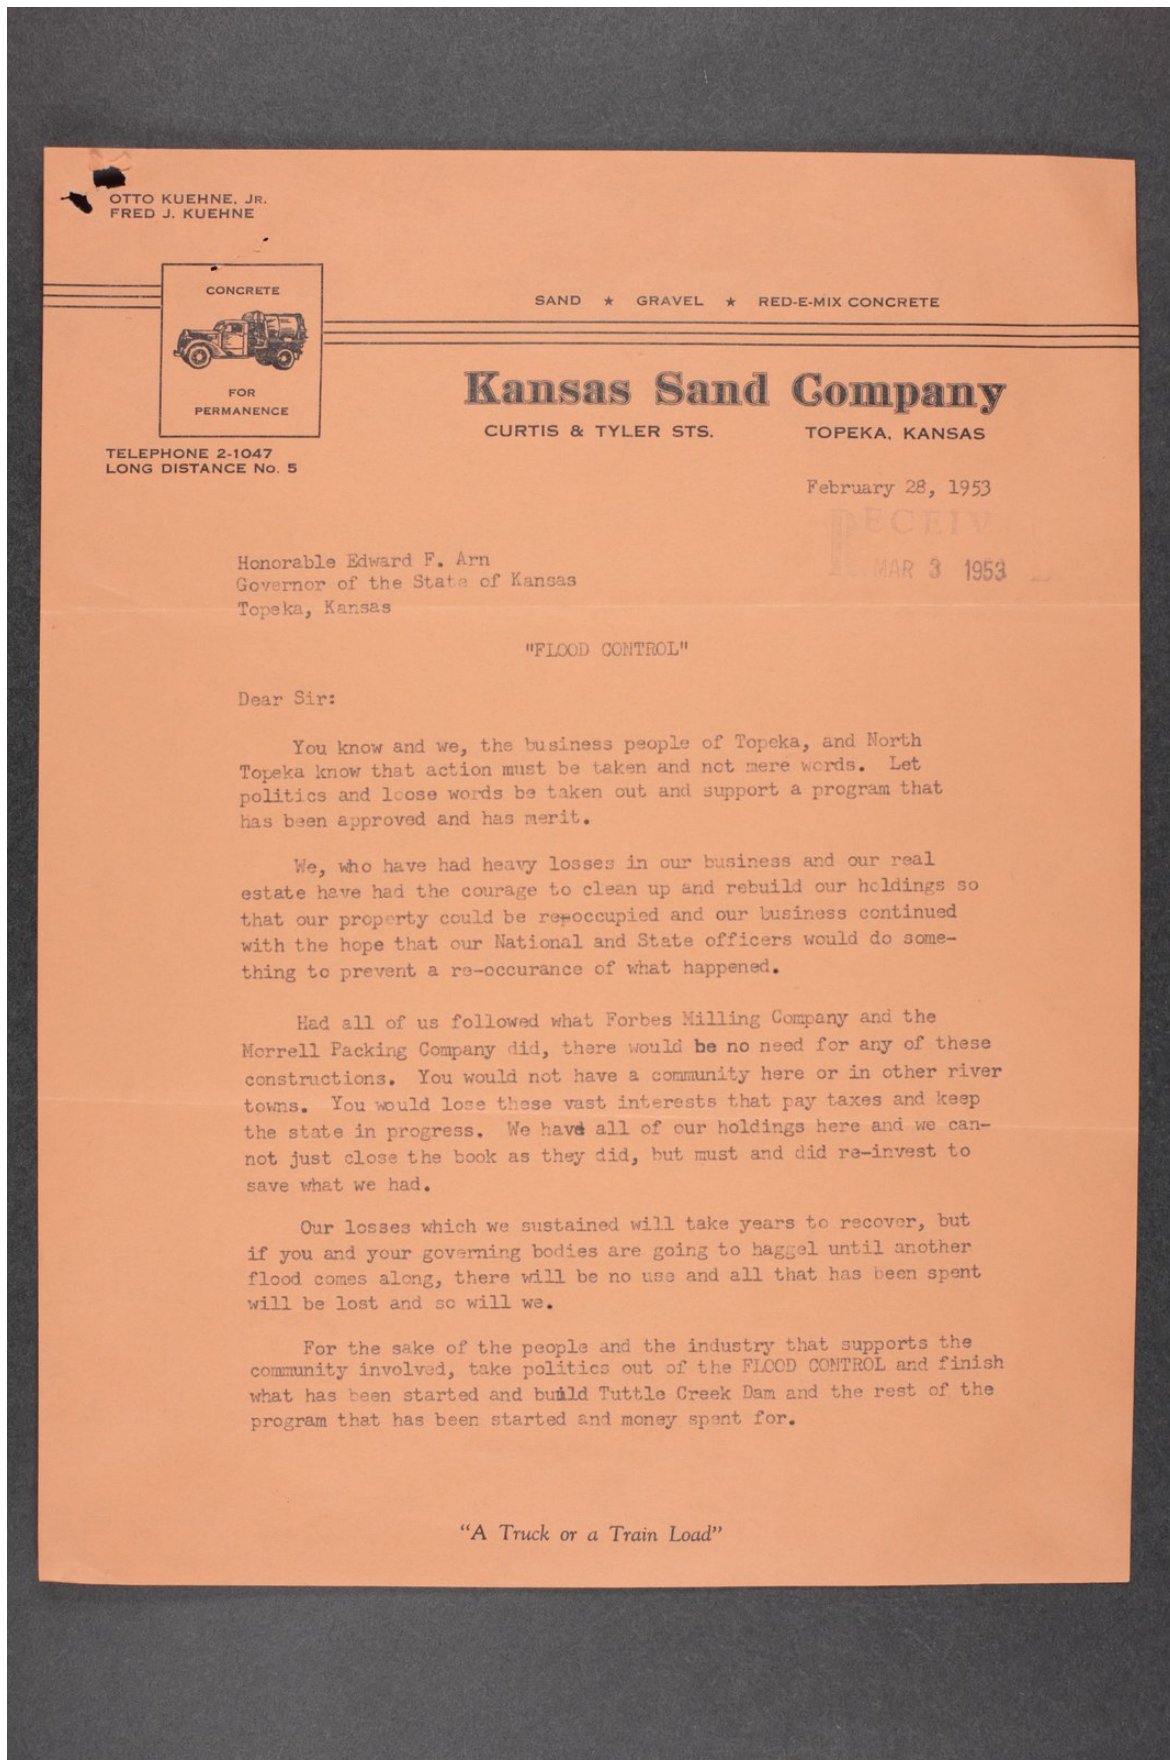 OTTO KUEHNE, JR.
FRED J. KUEHNE
CONCRETE
FOR
PERMANENCE
TELEPHONE 2-1047
LONG DISTANCE No. 5
SAND ★ GRAVEL ★ RED-E-MIX CONCRETE
Kansas Sand Company
CURTIS & TYLER STS. TOPEKA, KANSAS
February 28, 1953
RECEIV
MAR 3 1953
Honorable Edward F. Arn
Governor of the State of Kansas
Topeka, Kansas
"FLOOD CONTROL"
Dear Sir:
You know and we, the business people of Topeka, and North
Topeka know that action must be taken and not mere words. Let
politics and loose words be taken out and support a program that
has been approved and has merit.
We, who have had heavy losses in our business and our real
estate have had the courage to clean up and rebuild our holdings so
that our property could be re-occupied and our business continued
with the hope that our National and State officers would do some-
thing to prevent a re-occurance of what happened.
Had all of us followed what Forbes Milling Company and the
Morrell Packing Company did, there would be no need for any of these
constructions. You would not have a community here or in other river
towns. You would lose these vast interests that pay taxes and keep
the state in progress. We have all of our holdings here and we can-
not just close the book as they did, but must and did re-invest to
save what we had.
Our losses which we sustained will take years to recover, but
if you and your governing bodies are going to haggel until another
flood comes along, there will be no use and all that has been spent
will be lost and so will we.
For the sake of the people and the industry that supports the
community involved, take politics out of the FLOOD CONTROL and finish
what has been started and build Tuttle Creek Dam and the rest of the
program that has been started and money spent for.
"A Truck or a Train Load"